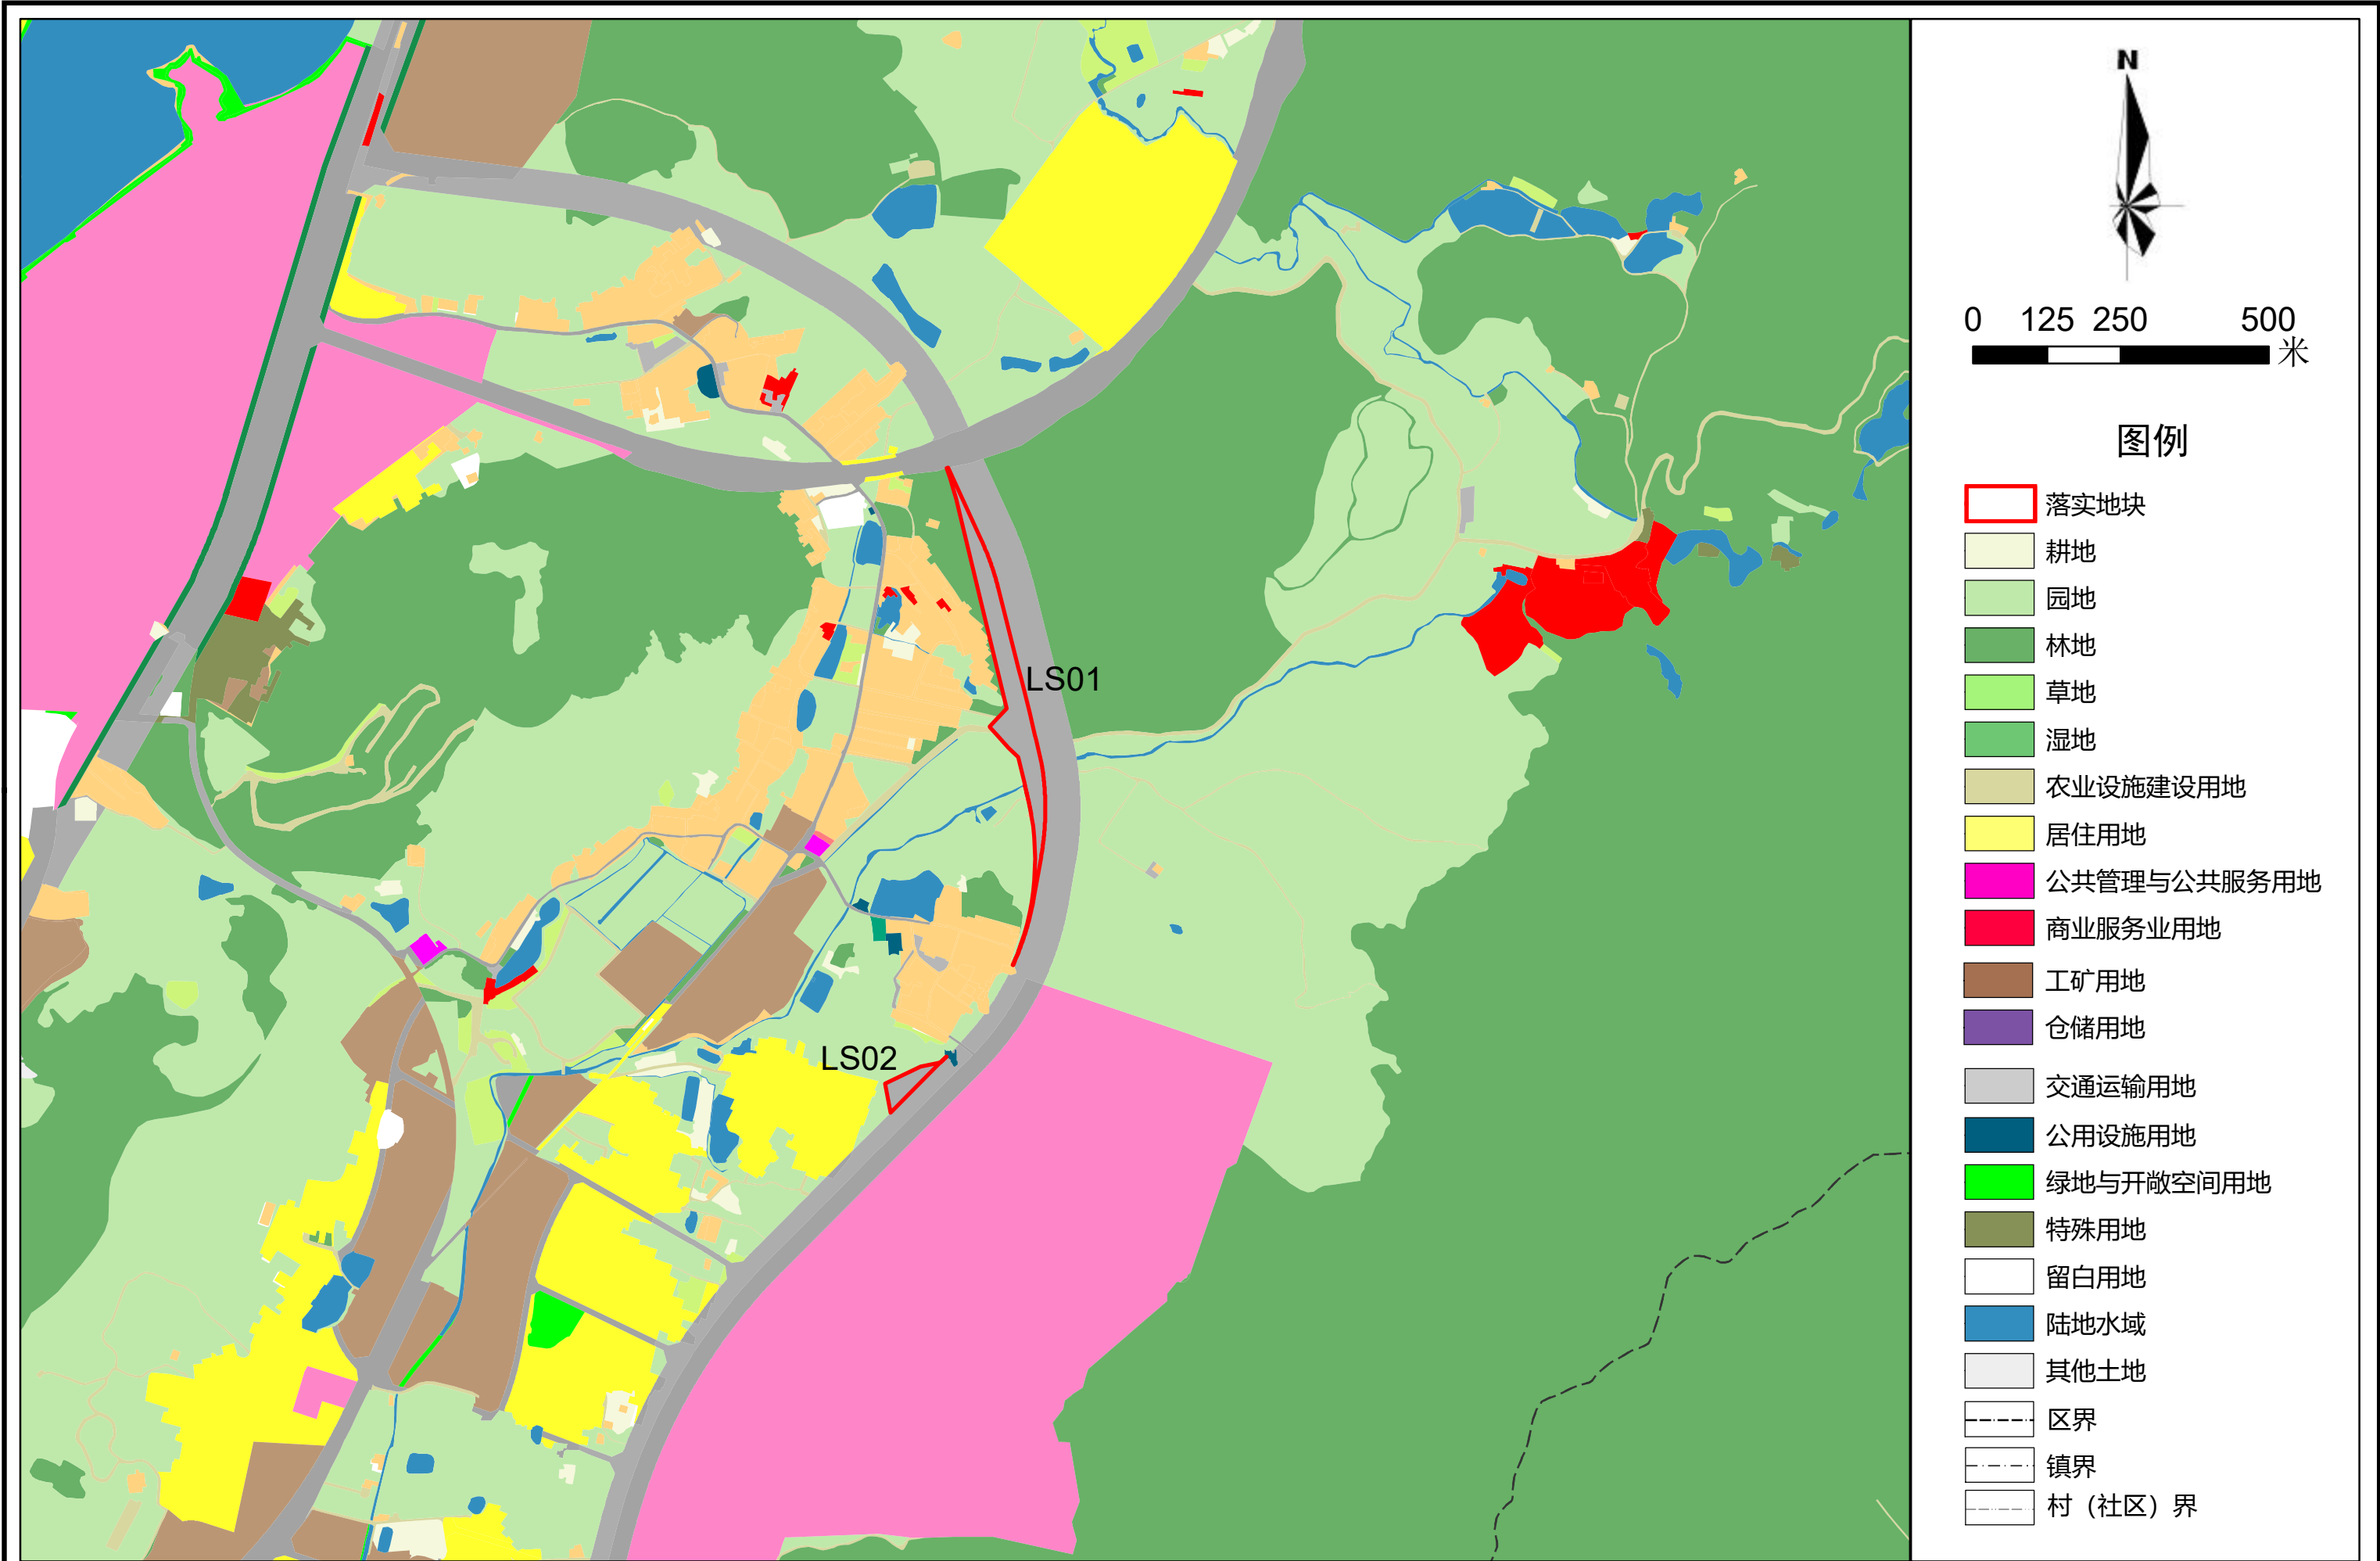 N
0 125 250 500
米
图例
落实地块
耕地
园地
林地
草地
湿地
农业设施建设用地
居住用地
公共管理与公共服务用地
商业服务业用地
工矿用地
仓储用地
交通运输用地
公用设施用地
绿地与开敞空间用地
特殊用地
留白用地
陆地水域
其他土地
区界
镇界
村（社区）界
LS01
LS02